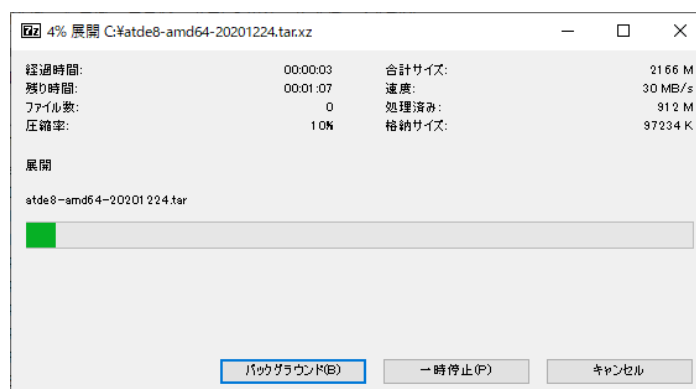 7z 4% 展開 C:¥atde8-amd64-20201224.tar.xz
経過時間: 00:00:03 合計サイズ: 2166 M
残り時間: 00:01:07 速度: 30 MB/s
ファイル数: 0 処理済み: 912 M
圧縮率: 10% 格納サイズ: 97234 K
展開
atde8-amd64-20201224.tar
バックグラウンド(B) 一時停止(P) キャンセル